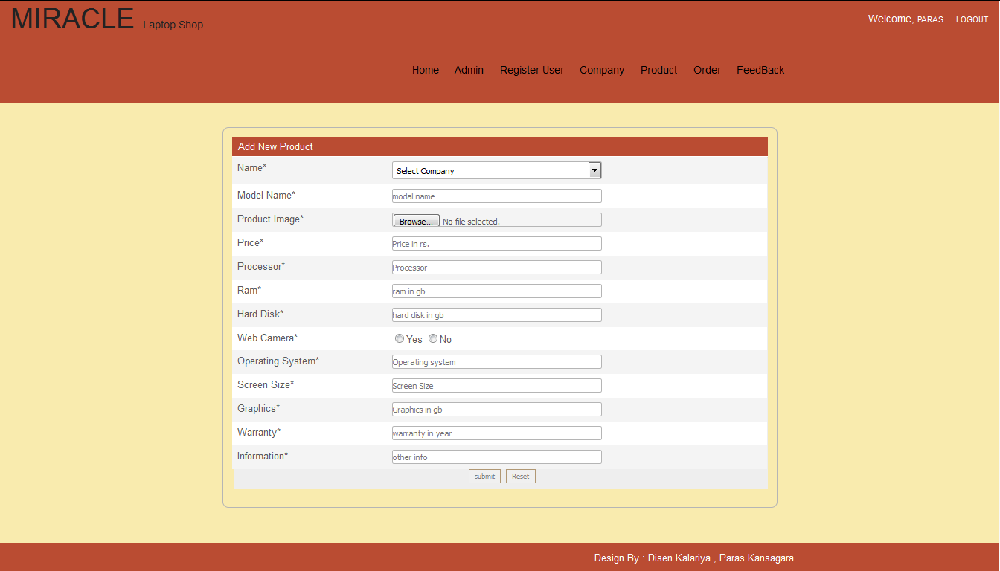 MIRACLE Laptop Shop
Welcome, PARAS LOGOUT
Home Admin Register User Company Product Order FeedBack
Add New Product
Name* Select Company
Model Name* modal name
Product Image* Browse... No file selected.
Price* Price in rs.
Processor* Processor
Ram* ram in gb
Hard Disk* hard disk in gb
Web Camera* Yes No
Operating System* Operating system
Screen Size* Screen Size
Graphics* Graphics in gb
Warranty* warranty in year
Information* other info
submit Reset
Design By : Disen Kalariya , Paras Kansagara